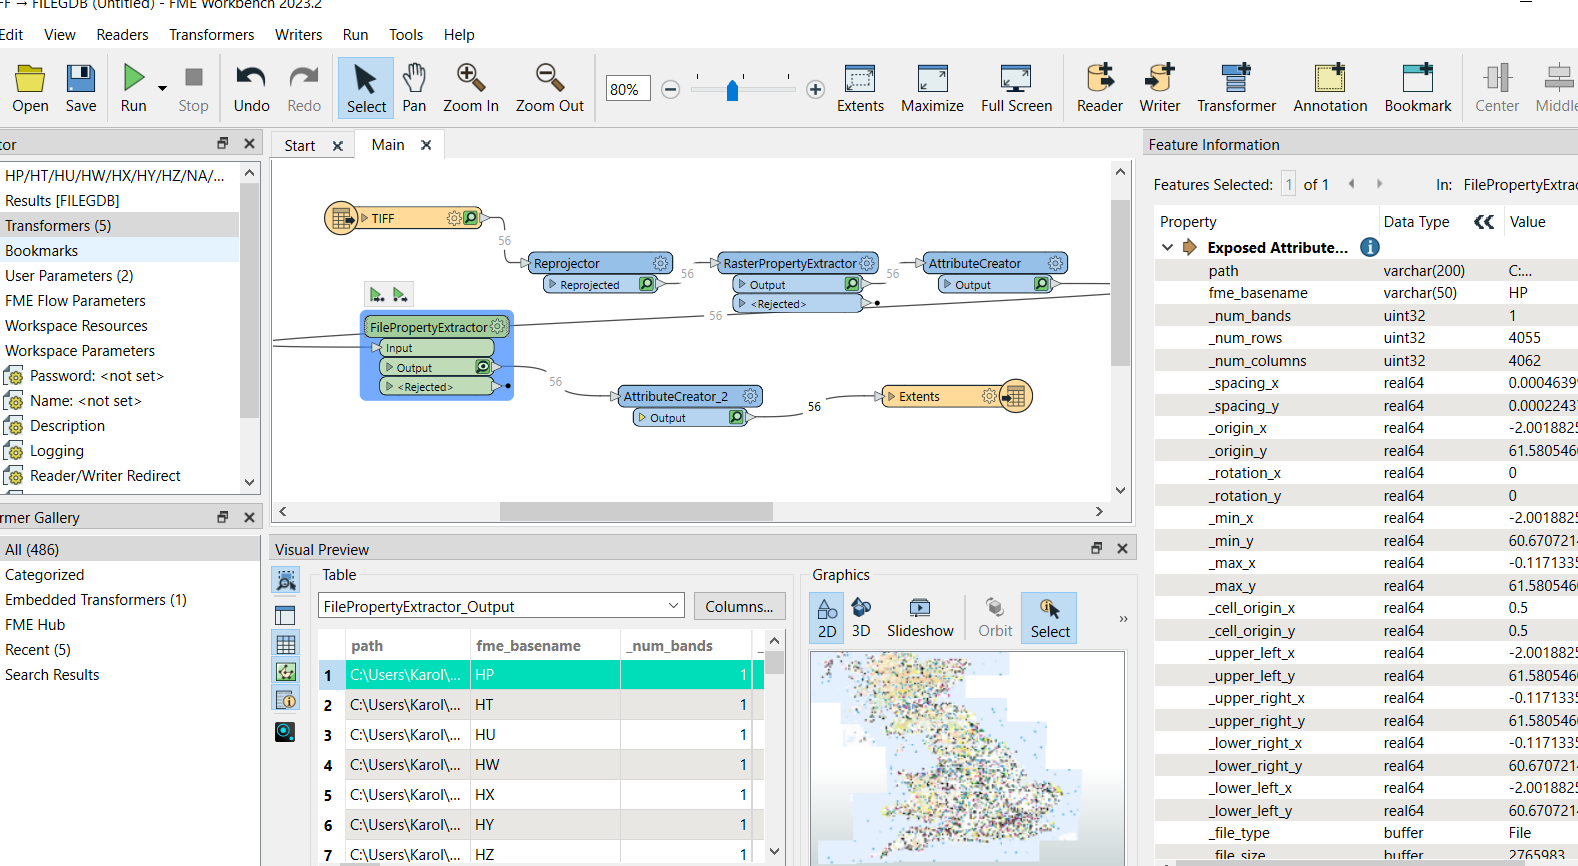 FF → FILEGDB (Untitled) - FME Workbench 2023.2
Edit View Readers Transformers Writers Run Tools Help
Open Save Run Stop Undo Redo Select Pan Zoom In Zoom Out 80% Extents Maximize Full Screen Reader Writer Transformer Annotation Bookmark Center Middle
tor
HP/HT/HU/HW/HX/HY/HZ/NA/...
Results [FILEGDB]
Transformers (5)
Bookmarks
User Parameters (2)
FME Flow Parameters
Workspace Resources
Workspace Parameters
Password: <not set>
Name: <not set>
Description
Logging
Reader/Writer Redirect
rmer Gallery
All (486)
Categorized
Embedded Transformers (1)
FME Hub
Recent (5)
Search Results
Start Main
TIFF
56
Reprojector
Reprojected
56
RasterPropertyExtractor
Output
<Rejected>
56
AttributeCreator
Output
56
FilePropertyExtractor
Input
Output
<Rejected>
56
AttributeCreator_2
Output
56
Extents
Visual Preview
Table
FilePropertyExtractor_Output Columns...
path fme_basename _num_bands
1 C:\Users\Karol\... HP 1
2 C:\Users\Karol\... HT 1
3 C:\Users\Karol\... HU 1
4 C:\Users\Karol\... HW 1
5 C:\Users\Karol\... HX 1
6 C:\Users\Karol\... HY 1
7 C:\Users\Karol\... HZ 1
Graphics
2D 3D Slideshow Orbit Select »
Feature Information
Features Selected: 1 of 1 In: FilePropertyExtrac
Property Data Type Value
Exposed Attribute...
path varchar(200) C:...
fme_basename varchar(50) HP
_num_bands uint32 1
_num_rows uint32 4055
_num_columns uint32 4062
_spacing_x real64 0.0004639
_spacing_y real64 0.0002243
_origin_x real64 -2.0018825
_origin_y real64 61.580546
_rotation_x real64 0
_rotation_y real64 0
_min_x real64 -2.0018825
_min_y real64 60.670721
_max_x real64 -0.1171335
_max_y real64 61.580546
_cell_origin_x real64 0.5
_cell_origin_y real64 0.5
_upper_left_x real64 -2.0018825
_upper_left_y real64 61.580546
_upper_right_x real64 -0.1171335
_upper_right_y real64 61.580546
_lower_right_x real64 -0.1171335
_lower_right_y real64 60.670721
_lower_left_x real64 -2.0018825
_lower_left_y real64 60.670721
_file_type buffer File
_file_size buffer 2765983